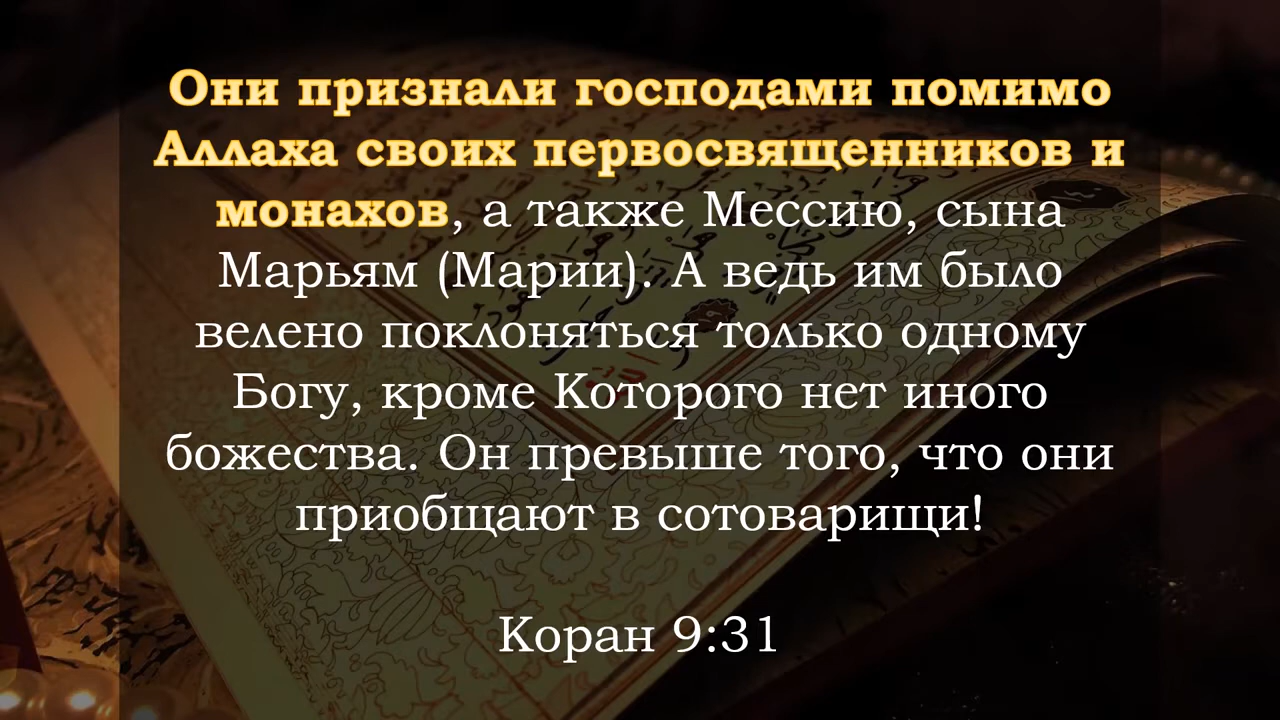 Они признали господами помимо
Аллаха своих первосвященников и
монахов, а также Мессию, сына
Марьям (Марии). А ведь им было
велено поклоняться только одному
Богу, кроме Которого нет иного
божества. Он превыше того, что они
приобщают в сотоварищи!
Коран 9:31